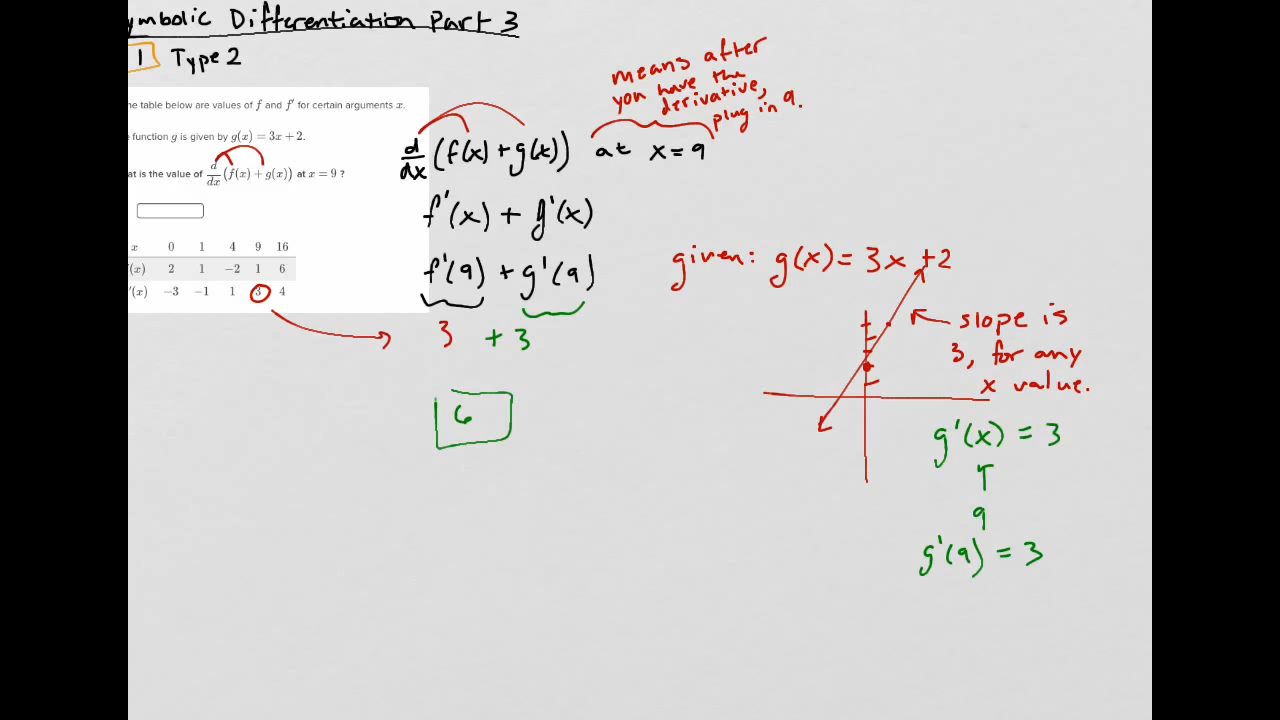 ymbolic Differentiation Part 3
1 Type 2
he table below are values of f and f′ for certain arguments x.
e function g is given by g(x) = 3x + 2.
at is the value of d/dx (f(x) + g(x)) at x = 9 ?
x 0 1 4 9 16
(x) 2 1 −2 1 6
′(x) −3 −1 1 3 4
means after
you have the
derivative,
plug in 9.
d/dx (f(x) + g(x)) at x = 9
f'(x) + g'(x)
f'(9) + g'(9)
3 + 3
6
given: g(x) = 3x + 2
slope is
3, for any
x value.
g'(x) = 3
9
g'(9) = 3